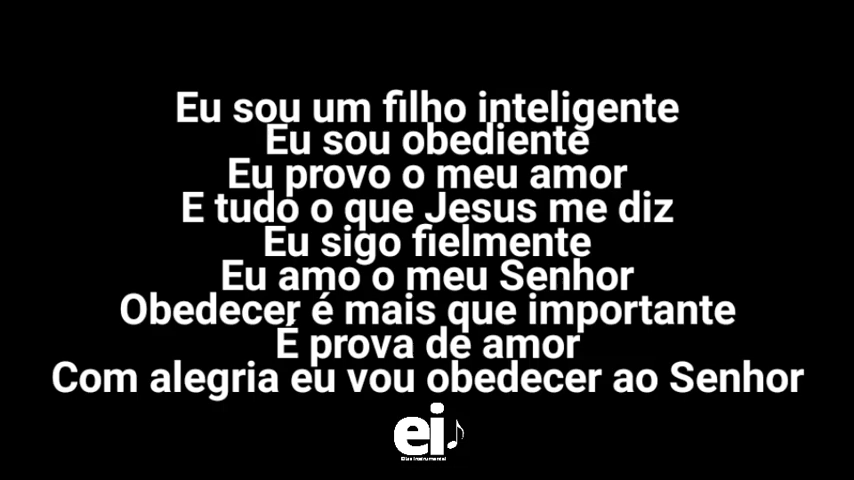 Eu sou um filho inteligente
Eu sou obediente
Eu provo o meu amor
E tudo o que Jesus me diz
Eu sigo fielmente
Eu amo o meu Senhor
Obedecer é mais que importante
É prova de amor
Com alegria eu vou obedecer ao Senhor
ei